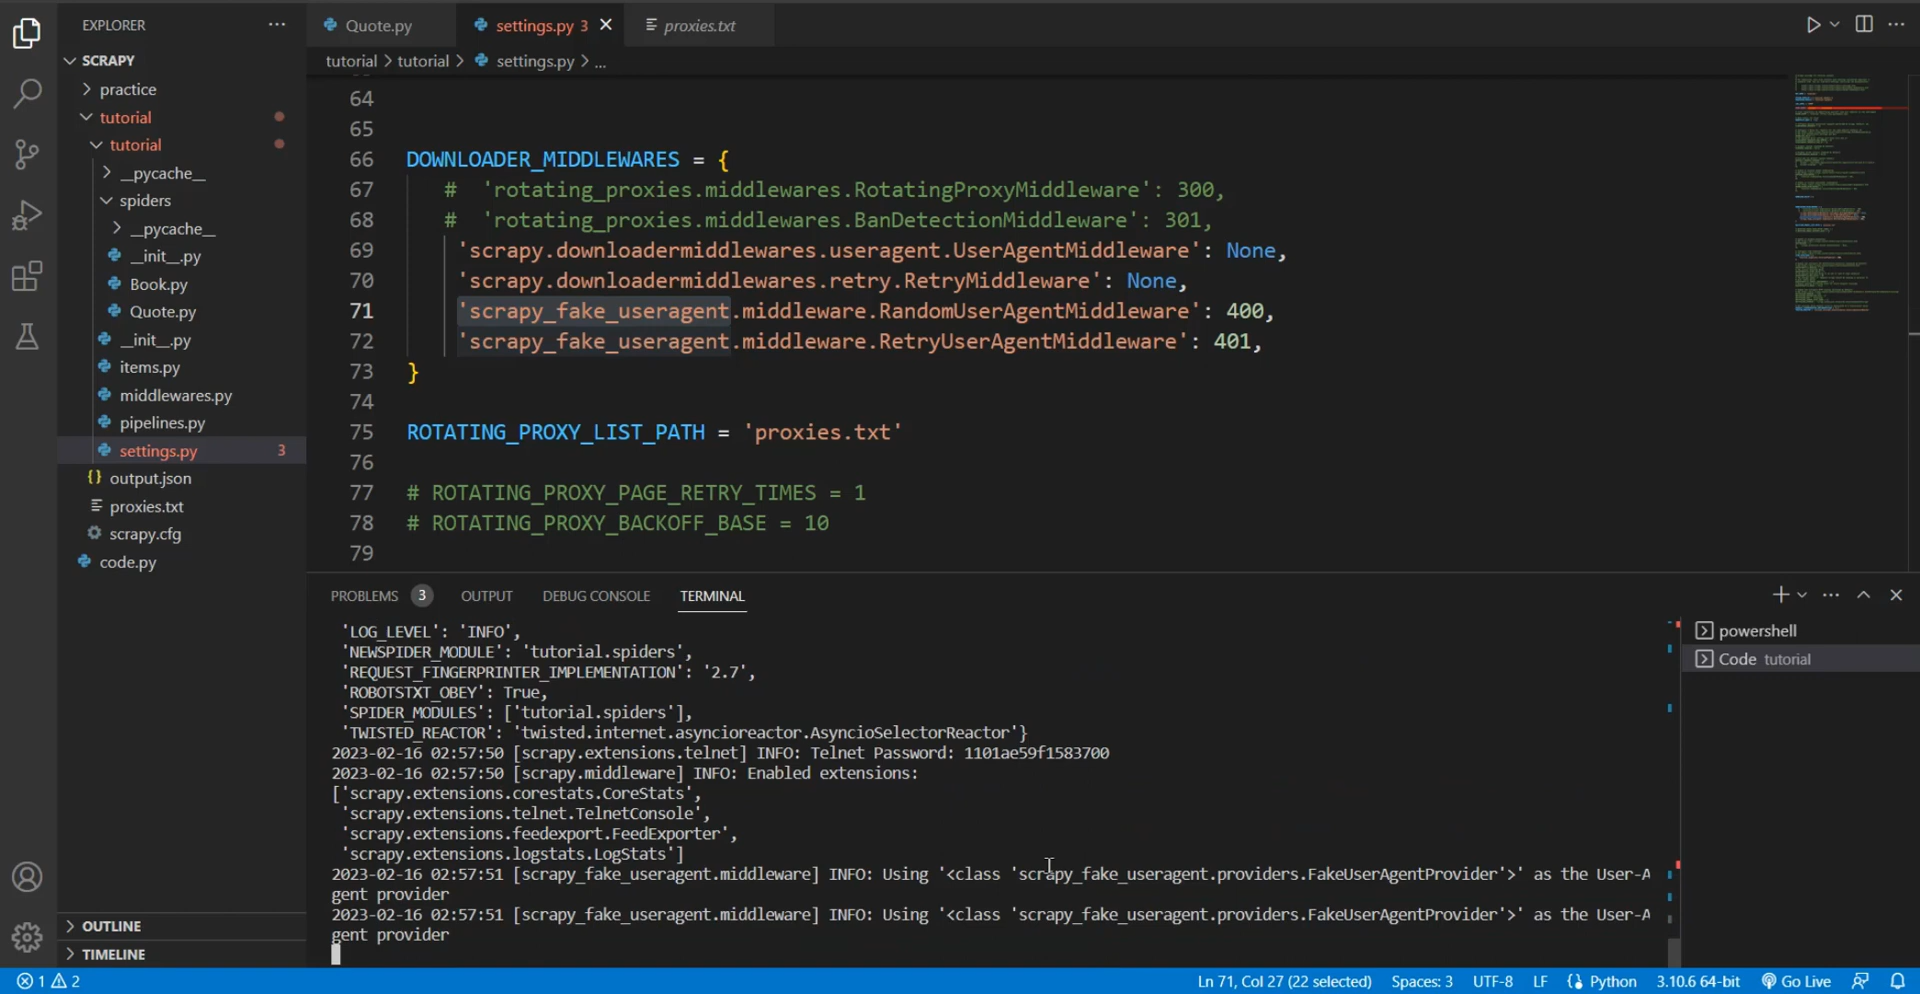 EXPLORER
SCRAPY
practice
tutorial
tutorial
__pycache__
spiders
__pycache__
__init__.py
Book.py
Quote.py
__init__.py
items.py
middlewares.py
pipelines.py
settings.py 3
output.json
proxies.txt
scrapy.cfg
code.py
OUTLINE
TIMELINE
Quote.py
settings.py 3
proxies.txt
tutorial > tutorial > settings.py > ...
64
65
66 DOWNLOADER_MIDDLEWARES = {
67 # 'rotating_proxies.middlewares.RotatingProxyMiddleware': 300,
68 # 'rotating_proxies.middlewares.BanDetectionMiddleware': 301,
69 'scrapy.downloadermiddlewares.useragent.UserAgentMiddleware': None,
70 'scrapy.downloadermiddlewares.retry.RetryMiddleware': None,
71 'scrapy_fake_useragent.middleware.RandomUserAgentMiddleware': 400,
72 'scrapy_fake_useragent.middleware.RetryUserAgentMiddleware': 401,
73 }
74
75 ROTATING_PROXY_LIST_PATH = 'proxies.txt'
76
77 # ROTATING_PROXY_PAGE_RETRY_TIMES = 1
78 # ROTATING_PROXY_BACKOFF_BASE = 10
79
PROBLEMS 3 OUTPUT DEBUG CONSOLE TERMINAL
'LOG_LEVEL': 'INFO',
'NEWSPIDER_MODULE': 'tutorial.spiders',
'REQUEST_FINGERPRINTER_IMPLEMENTATION': '2.7',
'ROBOTSTXT_OBEY': True,
'SPIDER_MODULES': ['tutorial.spiders'],
'TWISTED_REACTOR': 'twisted.internet.asyncioreactor.AsyncioSelectorReactor'}
2023-02-16 02:57:50 [scrapy.extensions.telnet] INFO: Telnet Password: 1101ae59f1583700
2023-02-16 02:57:50 [scrapy.middleware] INFO: Enabled extensions:
['scrapy.extensions.corestats.CoreStats',
'scrapy.extensions.telnet.TelnetConsole',
'scrapy.extensions.feedexport.FeedExporter',
'scrapy.extensions.logstats.LogStats']
2023-02-16 02:57:51 [scrapy_fake_useragent.middleware] INFO: Using '<class 'scrapy_fake_useragent.providers.FakeUserAgentProvider'>' as the User-A
gent provider
2023-02-16 02:57:51 [scrapy_fake_useragent.middleware] INFO: Using '<class 'scrapy_fake_useragent.providers.FakeUserAgentProvider'>' as the User-A
gent provider
powershell
Code tutorial
1 2
Ln 71, Col 27 (22 selected) Spaces: 3 UTF-8 LF Python 3.10.6 64-bit Go Live